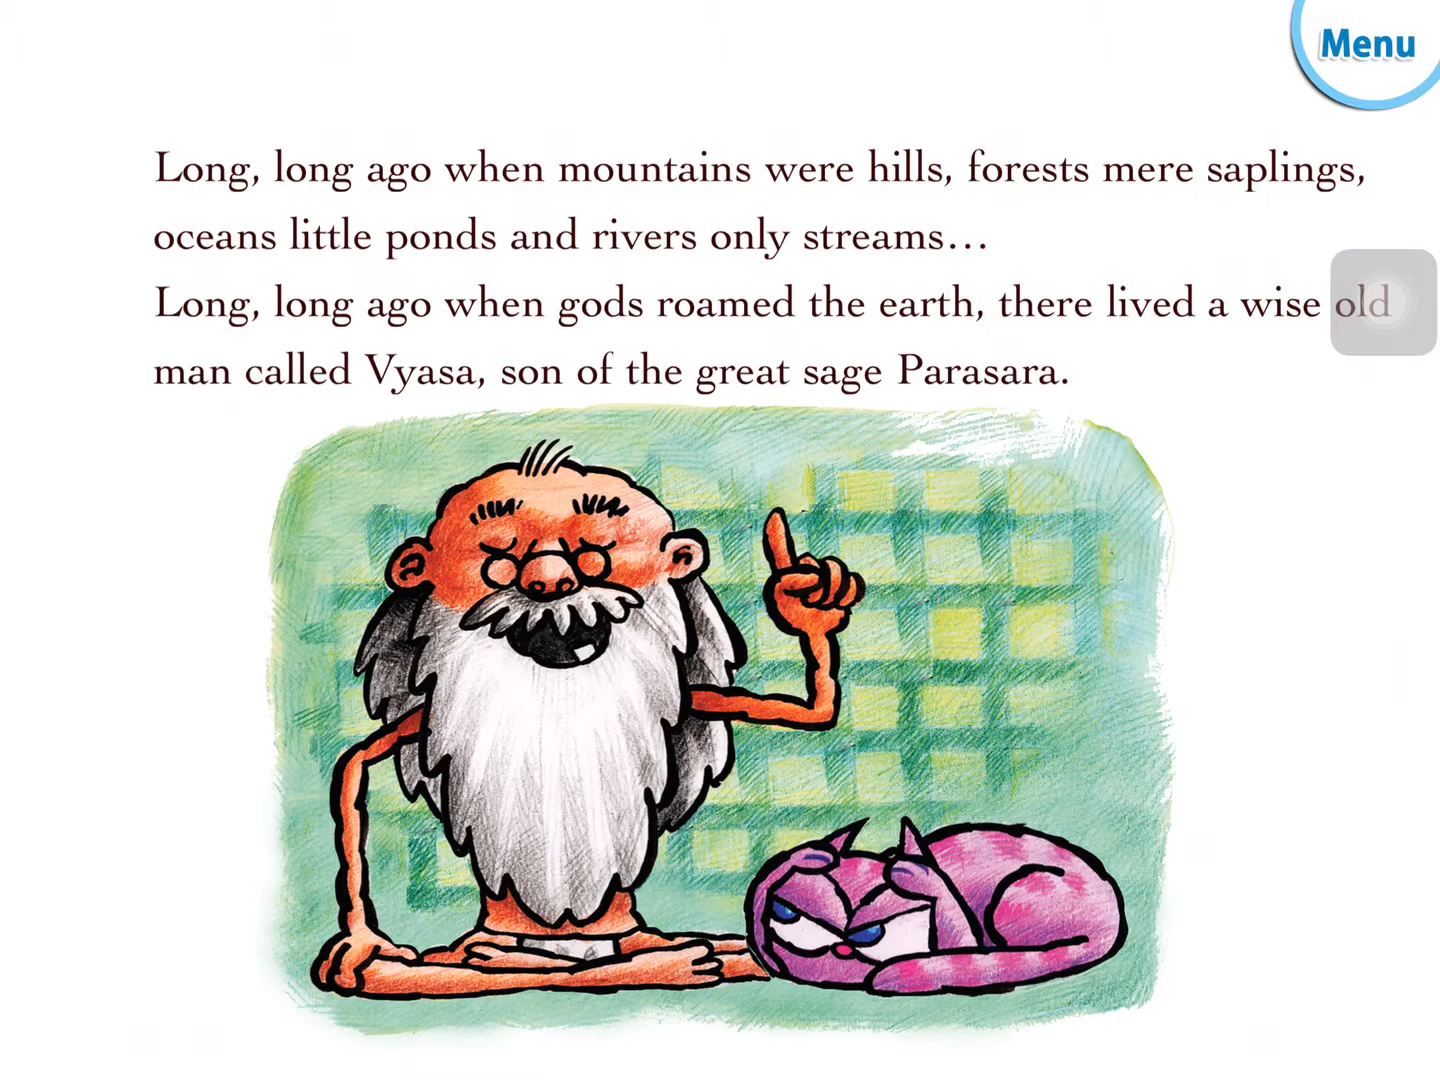 Menu
Long, long ago when mountains were hills, forests mere saplings,
oceans little ponds and rivers only streams...
Long, long ago when gods roamed the earth, there lived a wise old
man called Vyasa, son of the great sage Parasara.